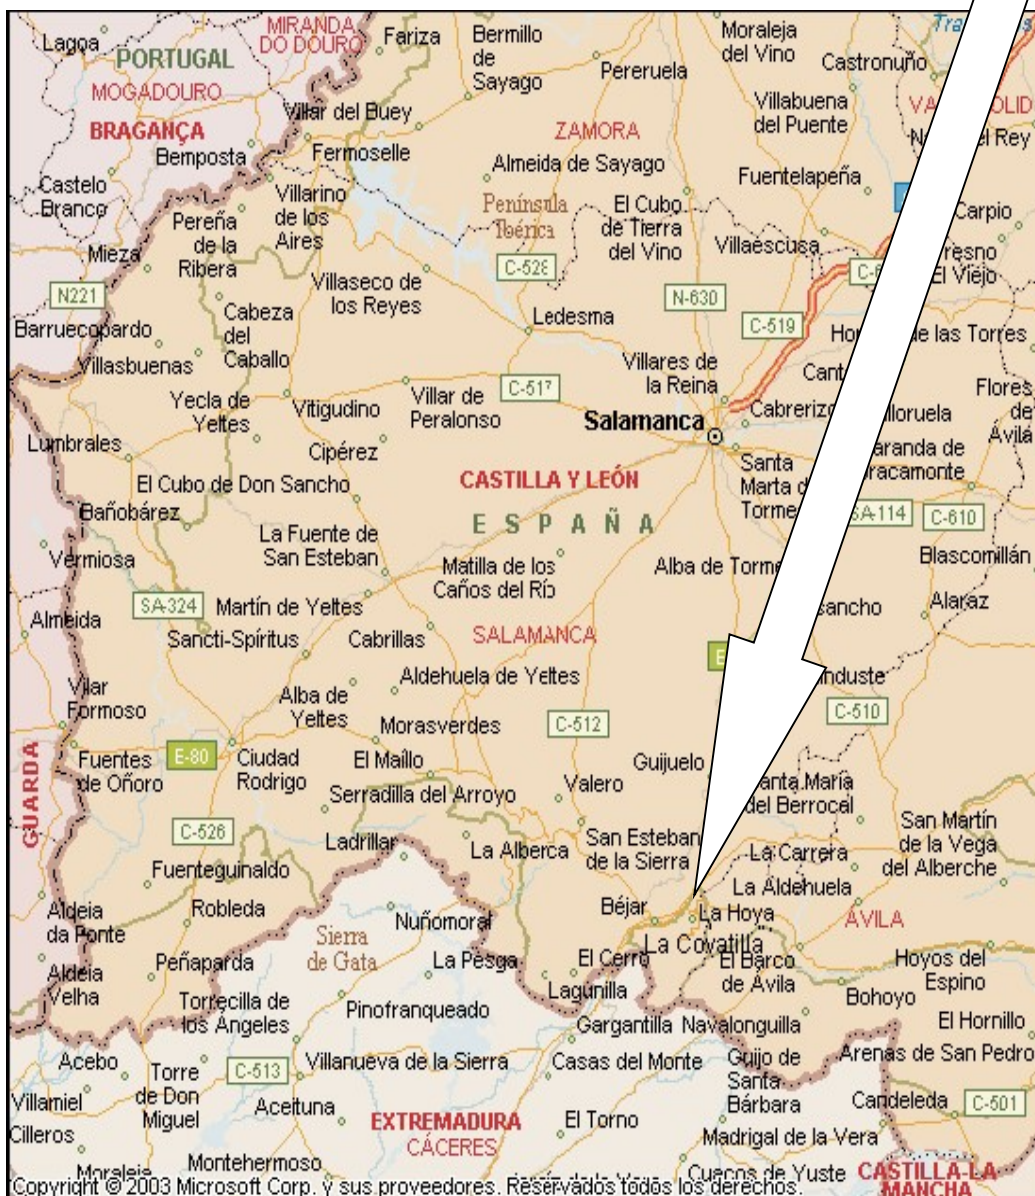 Lagoa
PORTUGAL
MOGADOURO
BRAGANÇA
MIRANDA
DO DOURO
Fariza
Bermillo
de
Sayago
Moraleja
del Vino
Pereruela
Castronuño
Villar del Buey
Villabuena
del Puente
ZAMORA
Bemposta
Fermoselle
Almeida de Sayago
Castelo
Branco
Villarino
de los
Aires
Península
Ibérica
Fuentelapeña
Pereña
de la
Ribera
El Cubo
de Tierra
del Vino
Villaescusa
Carpio
Mieza
C-528
El Viejo
N221
Villaseco de
los Reyes
N-630
Cabeza
del
Caballo
Ledesma
C-519
Barruecopardo
de las Torres
Villasbuenas
Villares de
la Reina
C-517
Yecla de
Yeltes
Vitigudino
Villar de
Peralonso
Flores
de
Ávila
Salamanca
Lumbrales
Cipérez
Santa
Marta
El Cubo de Don Sancho
CASTILLA Y LEÓN
Bañobárez
ESPAÑA
SA-114
C-610
La Fuente de
San Esteban
Vermiosa
Matilla de los
Caños del Río
Alba de
Blascomillán
SA-324
Martín de Yeltes
Alaraz
Almeida
Sancti-Spíritus
Cabrillas
SALAMANCA
Aldehuela de Yeltes
Vilar
Formoso
Alba de
Yeltes
C-510
Morasverdes
C-512
GUARDA
Fuentes
de Oñoro
E-80
Ciudad
Rodrigo
El Maíllo
Guijuelo
Valero
María
del Berrocal
Serradilla del Arroyo
C-526
Ladrillar
La Alberca
San Esteban
de la Sierra
San Martín
de la Vega
del Alberche
La Carrera
Fuenteguinaldo
La Aldehuela
Aldeia
da Ponte
Robleda
Nuñomoral
Béjar
La Hoya
ÁVILA
Sierra
de Gata
La Covatilla
Aldeia
Velha
Peñaparda
La Pesga
El Cerro
El Barco
de Ávila
Hoyos del
Espino
Torrecilla de
los Ángeles
Pinofranqueado
Lagunilla
Bohoyo
Gargantilla
Navalonguilla
El Hornillo
Acebo
C-513
Villanueva de la Sierra
Casas del Monte
Guijo de
Santa
Bárbara
Arenas de San Pedro
Villamiel
Torre
de Don
Miguel
Aceituna
EXTREMADURA
CÁCERES
El Torno
Candeleda
C-501
Cilleros
Madrigal de la Vera
Moraleja
Montehermoso
Cuacos de Yuste
CASTILLA-LA
MANCHA
Copyright © 2003 Microsoft Corp. y sus proveedores. Reservados todos los derechos.